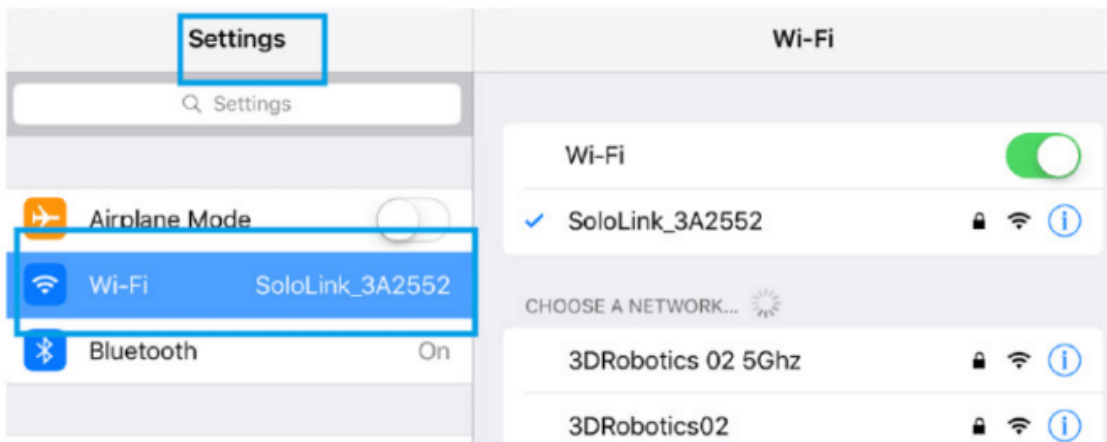 Settings
Settings
Airplane Mode
Wi-Fi SoloLink_3A2552
Bluetooth On
Wi-Fi
Wi-Fi
SoloLink_3A2552
CHOOSE A NETWORK...
3DRobotics 02 5Ghz
3DRobotics02